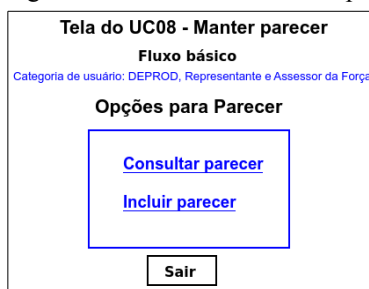 Tela do UC08 - Manter parecer
Fluxo básico
Categoria de usuário: DEPROD, Representante e Assessor da Força
Opções para Parecer
Consultar parecer
Incluir parecer
Sair